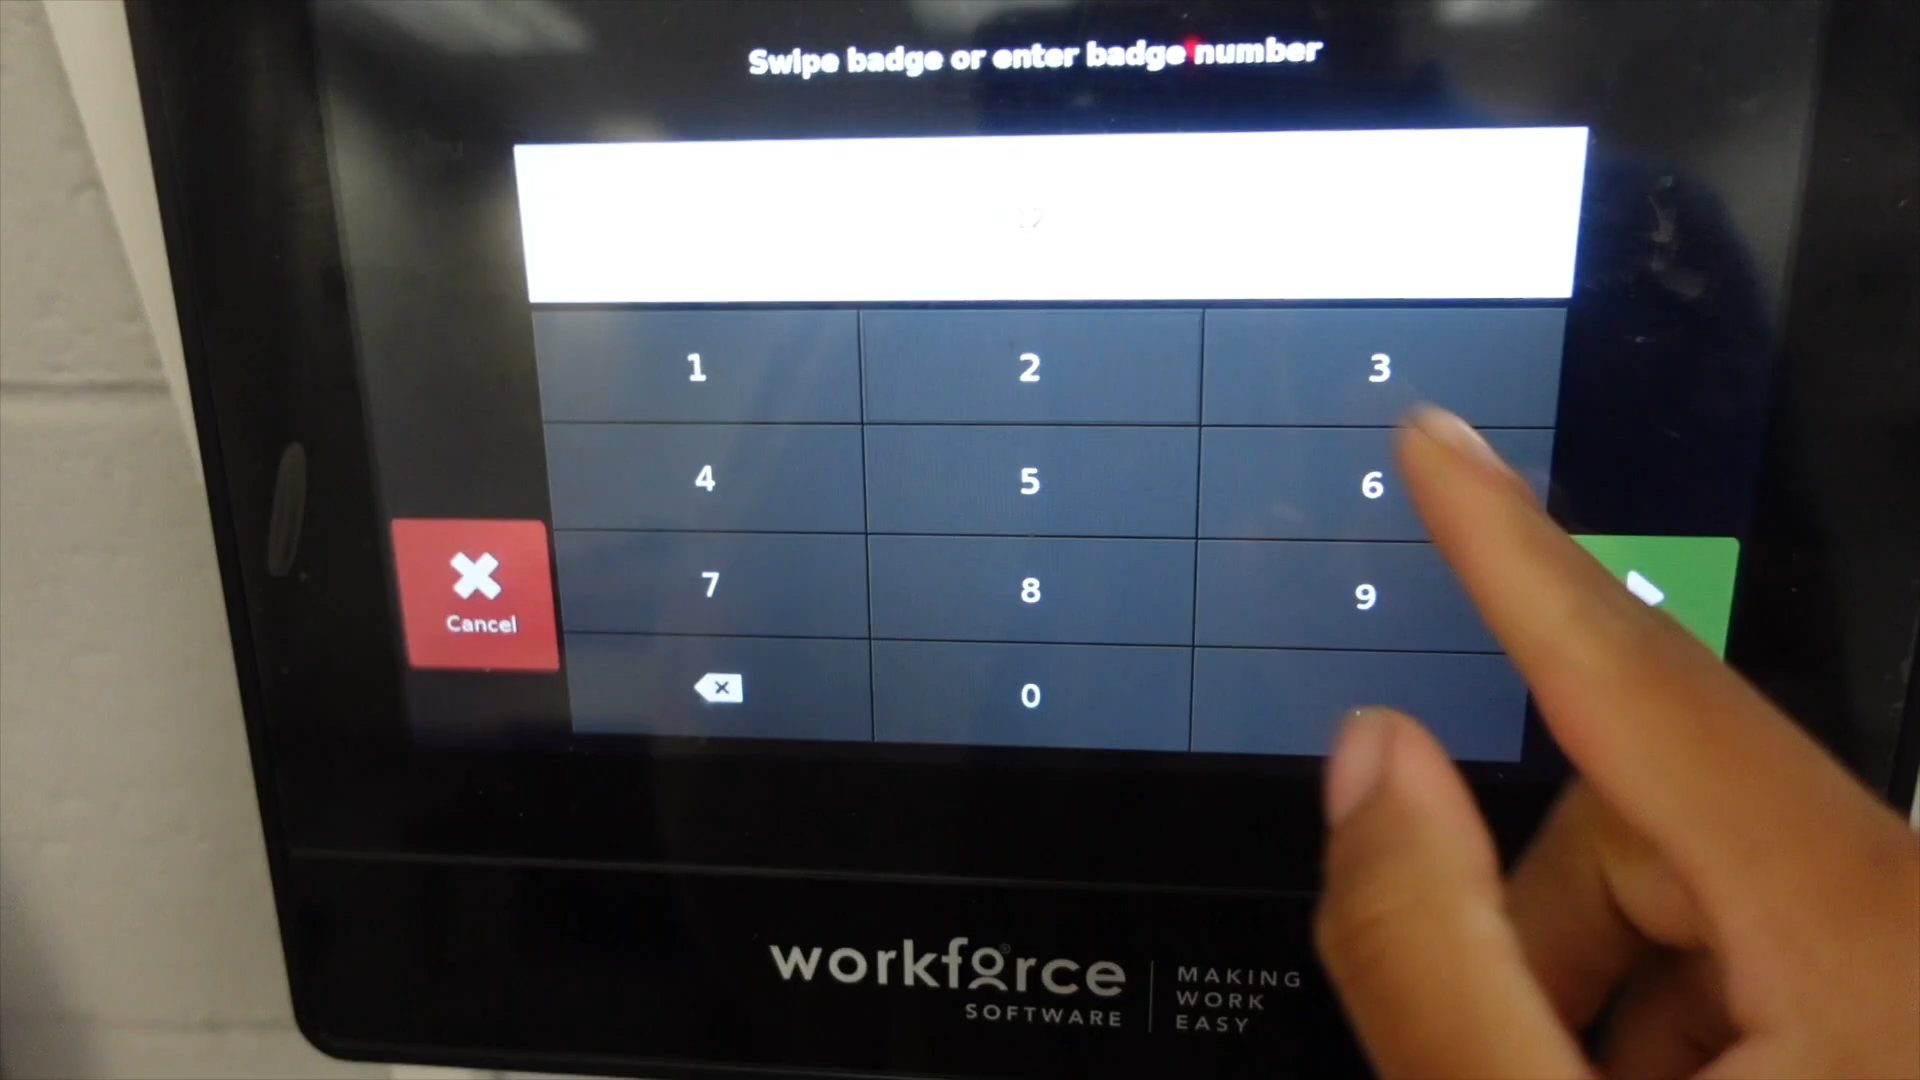 Swipe badge or enter badge number
12
1 2 3
4 5 6
7 8 9
Cancel
0
workforce®
SOFTWARE
MAKING
WORK
EASY